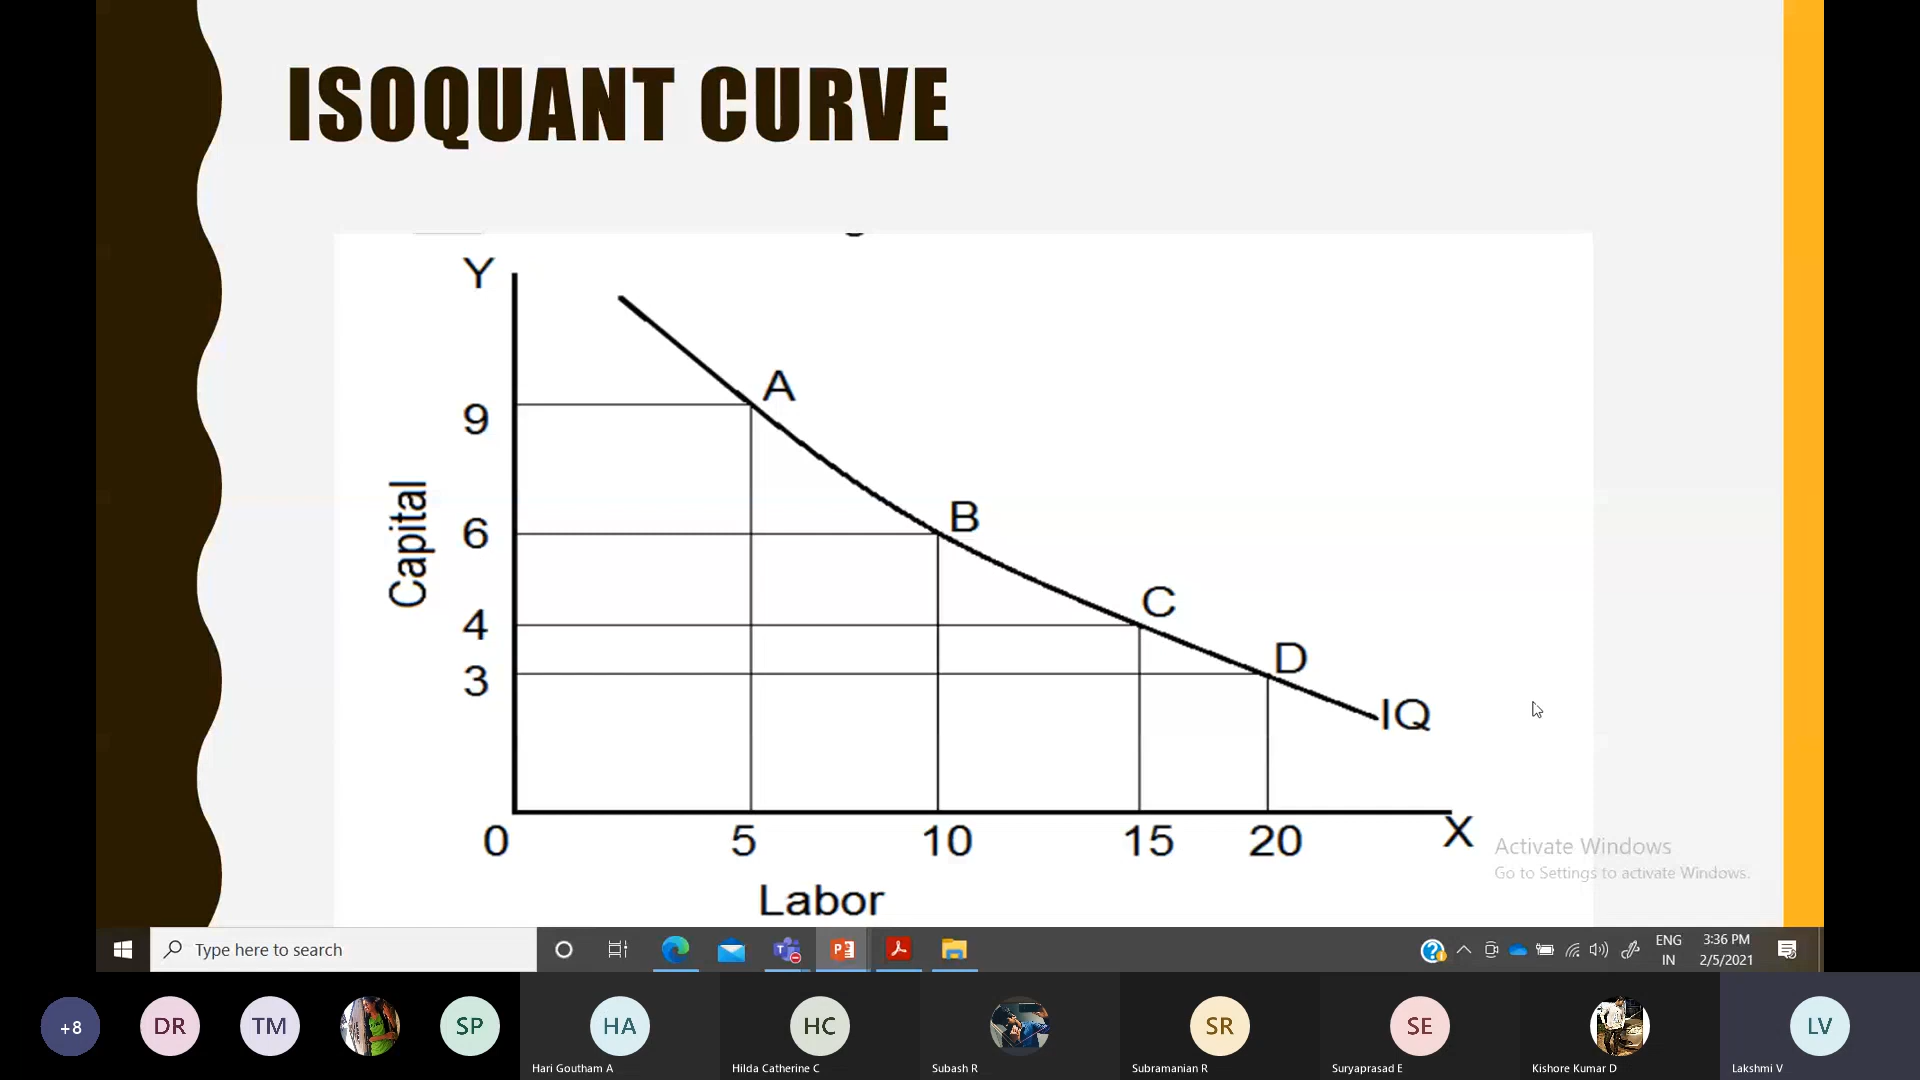 ISOQUANT CURVE
Y
A
9
B
6
Capital
C
4
D
3
IQ
0
5
10
15
20
X
Labor
Activate Windows
Go to Settings to activate Windows.
Type here to search
ENG
IN
3:36 PM
2/5/2021
+8
DR
TM
SP
HA
HC
SR
SE
LV
Hari Goutham A
Hilda Catherine C
Subash R
Subramanian R
Suryaprasad E
Kishore Kumar D
Lakshmi V